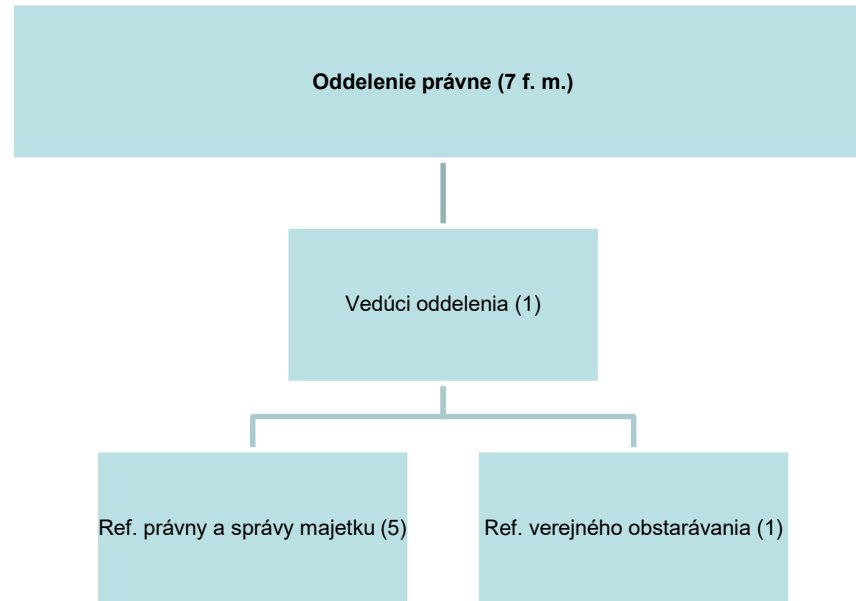 Oddelenie právne (7 f. m.)
Vedúci oddelenia (1)
Ref. právny a správy majetku (5)
Ref. verejného obstarávania (1)